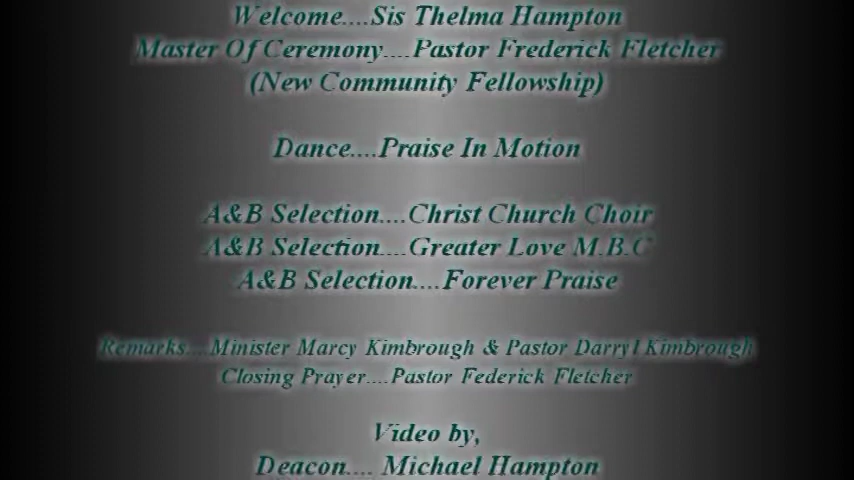 Welcome....Sis Thelma Hampton
Master Of Ceremony....Pastor Frederick Fletcher
(New Community Fellowship)
Dance....Praise In Motion
A&B Selection....Christ Church Choir
A&B Selection....Greater Love M.B.C
A&B Selection....Forever Praise
Remarks....Minister Marcy Kimbrough & Pastor Darryl Kimbrough
Closing Prayer....Pastor Federick Fletcher
Video by,
Deacon.... Michael Hampton